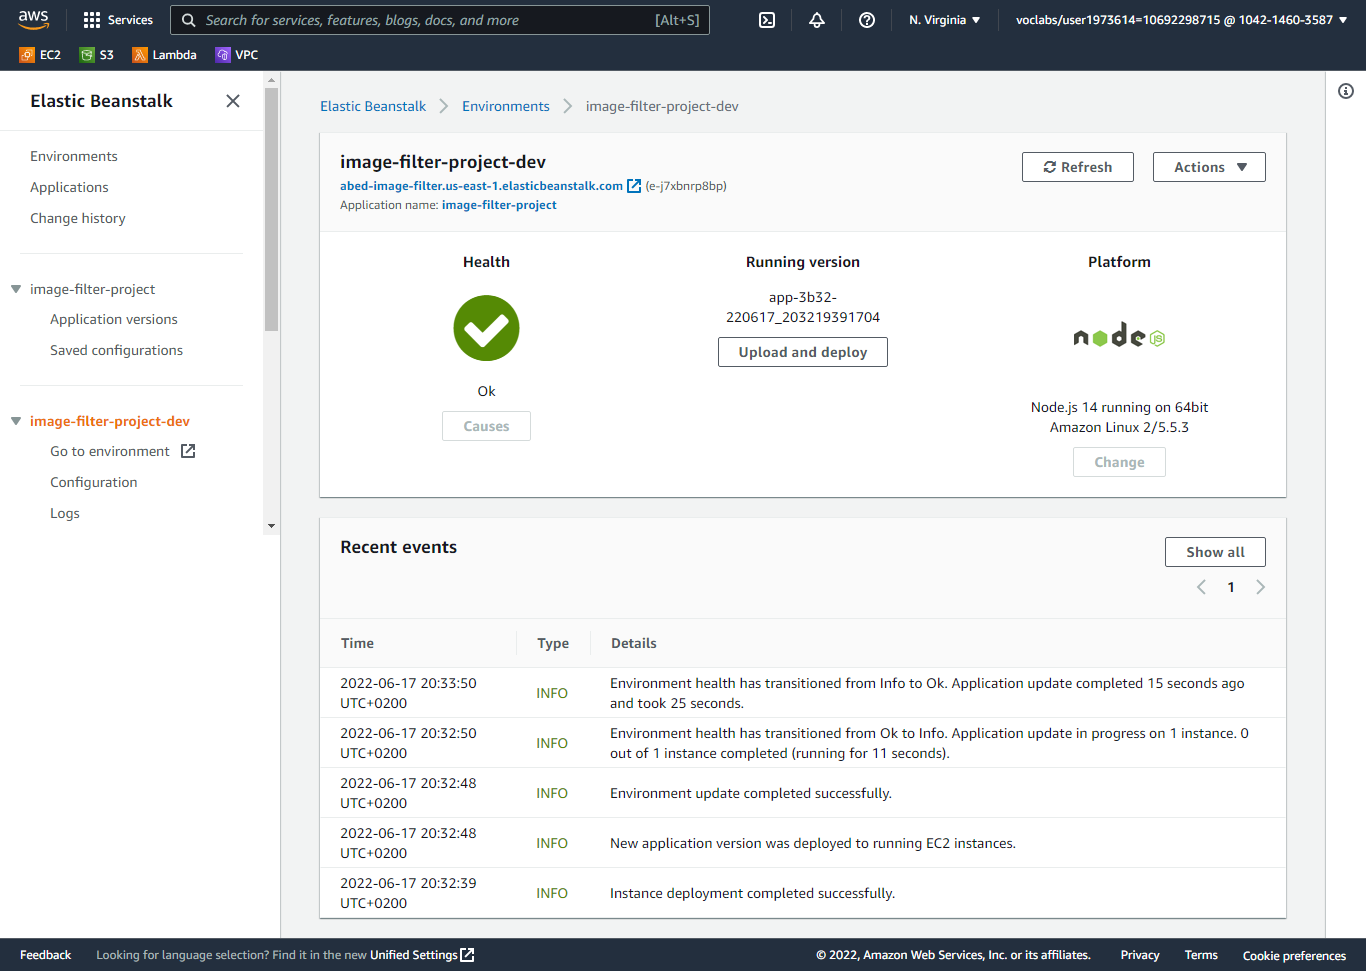 aws
Services
Search for services, features, blogs, docs, and more
[Alt+S]
N. Virginia
voclabs/user1973614=10692298715 @ 1042-1460-3587
EC2
S3
Lambda
VPC
Elastic Beanstalk
Environments
Applications
Change history
image-filter-project
Application versions
Saved configurations
image-filter-project-dev
Go to environment
Configuration
Logs
Elastic Beanstalk
Environments
image-filter-project-dev
image-filter-project-dev
abed-image-filter.us-east-1.elasticbeanstalk.com (e-j7xbnrp8bp)
Application name: image-filter-project
Refresh
Actions
Health
Ok
Causes
Running version
app-3b32-
220617_203219391704
Upload and deploy
Platform
node
JS
Node.js 14 running on 64bit
Amazon Linux 2/5.5.3
Change
Recent events
Show all
1
Time
Type
Details
2022-06-17 20:33:50
UTC+0200
INFO
Environment health has transitioned from Info to Ok. Application update completed 15 seconds ago
and took 25 seconds.
2022-06-17 20:32:50
UTC+0200
INFO
Environment health has transitioned from Ok to Info. Application update in progress on 1 instance. 0
out of 1 instance completed (running for 11 seconds).
2022-06-17 20:32:48
UTC+0200
INFO
Environment update completed successfully.
2022-06-17 20:32:48
UTC+0200
INFO
New application version was deployed to running EC2 instances.
2022-06-17 20:32:39
UTC+0200
INFO
Instance deployment completed successfully.
Feedback
Looking for language selection? Find it in the new Unified Settings
© 2022, Amazon Web Services, Inc. or its affiliates.
Privacy
Terms
Cookie preferences